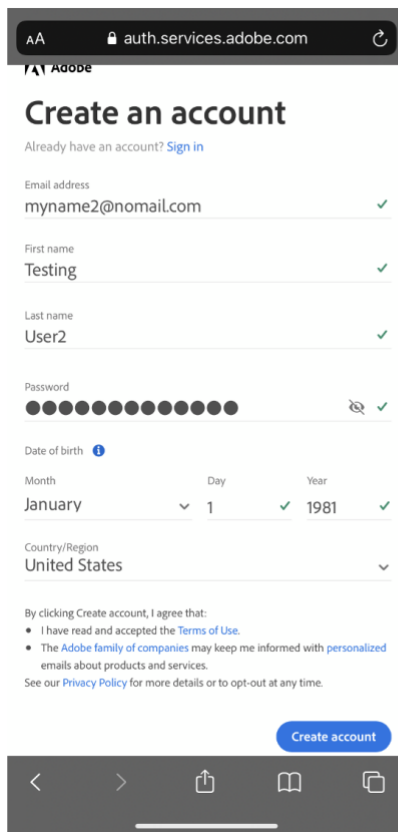 AA auth.services.adobe.com
Adobe
Create an account
Already have an account? Sign in
Email address
myname2@nomail.com
First name
Testing
Last name
User2
Password
Date of birth
Month Day Year
January 1 1981
Country/Region
United States
By clicking Create account, I agree that:
• I have read and accepted the Terms of Use.
• The Adobe family of companies may keep me informed with personalized
emails about products and services.
See our Privacy Policy for more details or to opt-out at any time.
Create account